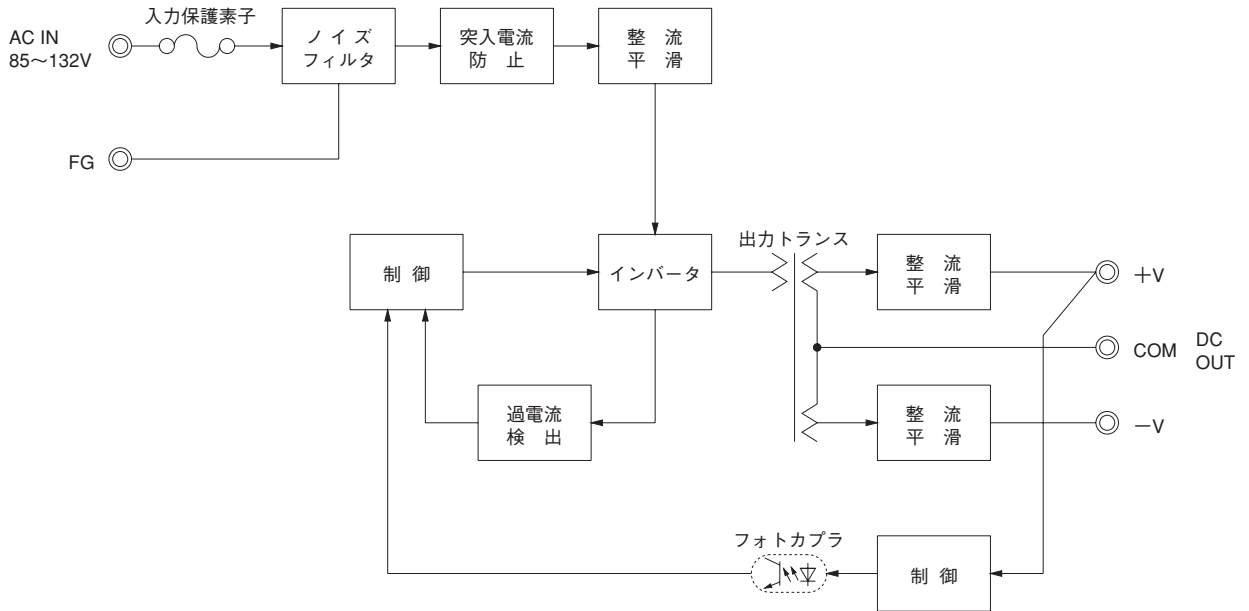 入力保護素子
AC IN
85〜132V
ノイズ
フィルタ
突入電流
防 止
整 流
平 滑
FG
制 御
インバータ
出力トランス
整 流
平 滑
+V
COM
DC
OUT
過電流
検 出
整 流
平 滑
−V
フォトカプラ
制 御